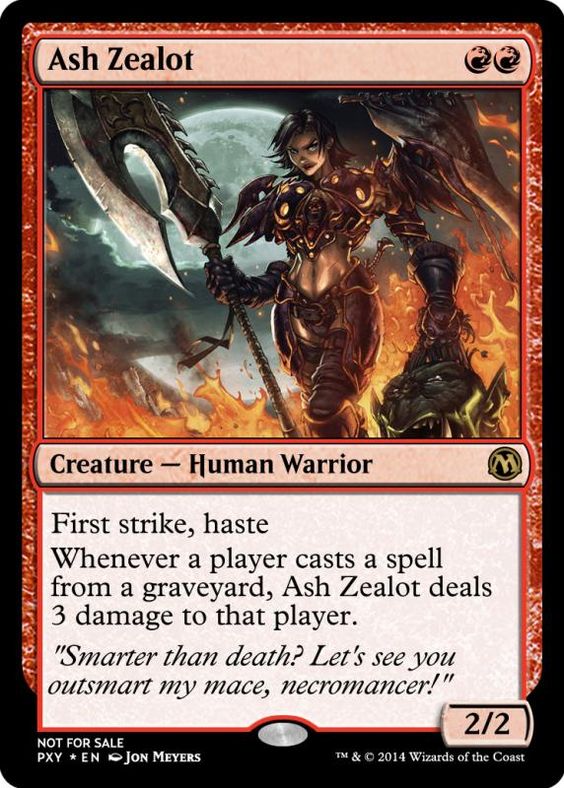 Ash Zealot
Creature — Human Warrior
First strike, haste
Whenever a player casts a spell
from a graveyard, Ash Zealot deals
3 damage to that player.
"Smarter than death? Let's see you
outsmart my mace, necromancer!"
2/2
NOT FOR SALE
PXY * EN Jon Meyers
™ & © 2014 Wizards of the Coast